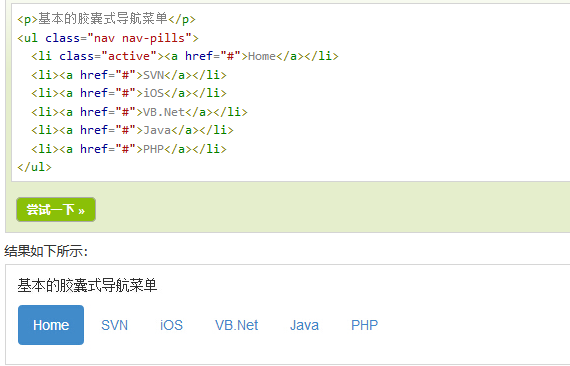 <p>基本的胶囊式导航菜单</p>
<ul class="nav nav-pills">
  <li class="active"><a href="#">Home</a></li>
  <li><a href="#">SVN</a></li>
  <li><a href="#">iOS</a></li>
  <li><a href="#">VB.Net</a></li>
  <li><a href="#">Java</a></li>
  <li><a href="#">PHP</a></li>
</ul>
尝试一下 »
结果如下所示：
基本的胶囊式导航菜单
Home SVN iOS VB.Net Java PHP